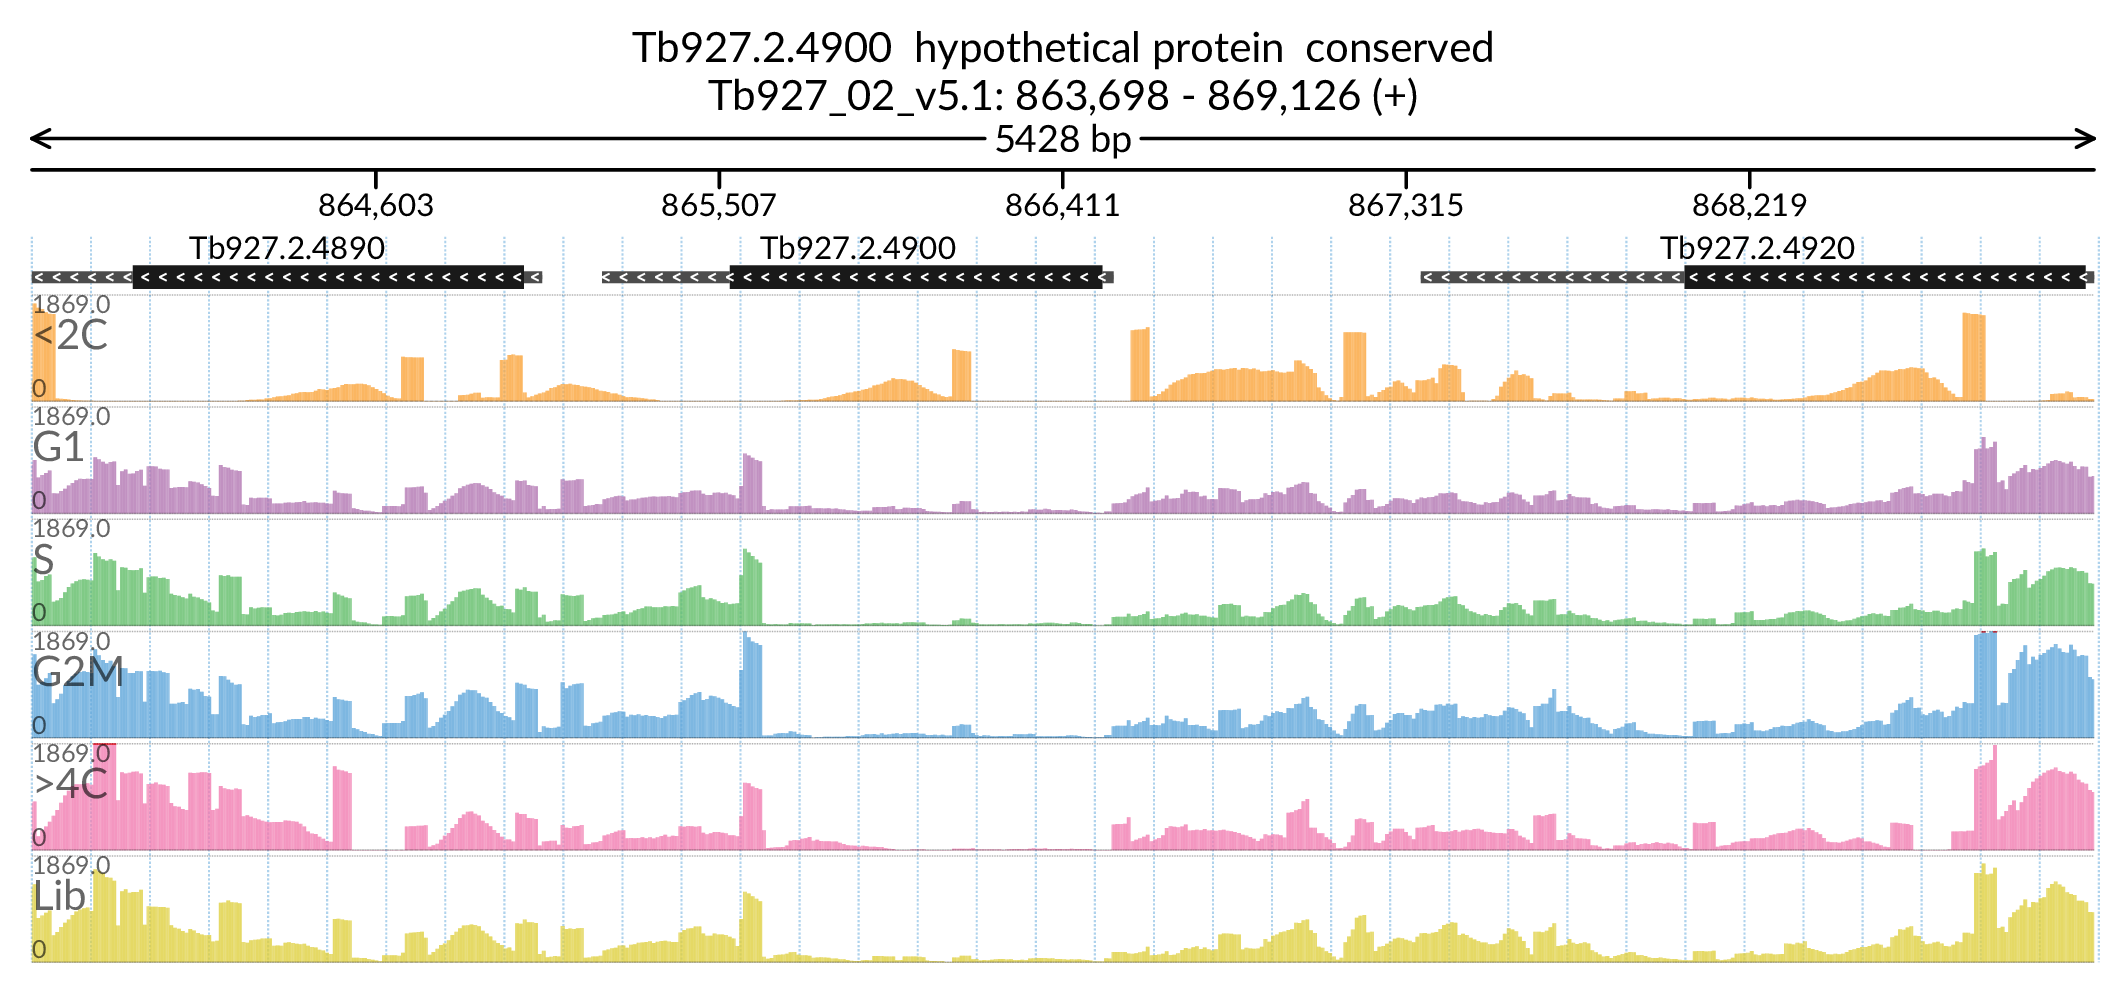 Tb927.2.4900 hypothetical protein conserved
Tb927_02_v5.1: 863,698 - 869,126 (+)
5428 bp
864,603 865,507 866,411 867,315 868,219
Tb927.2.4890 Tb927.2.4900 Tb927.2.4920
1869.0
<2C
0
1869.0
G1
0
1869.0
S
0
1869.0
G2M
0
1869.0
>4C
0
1869.0
Lib
0